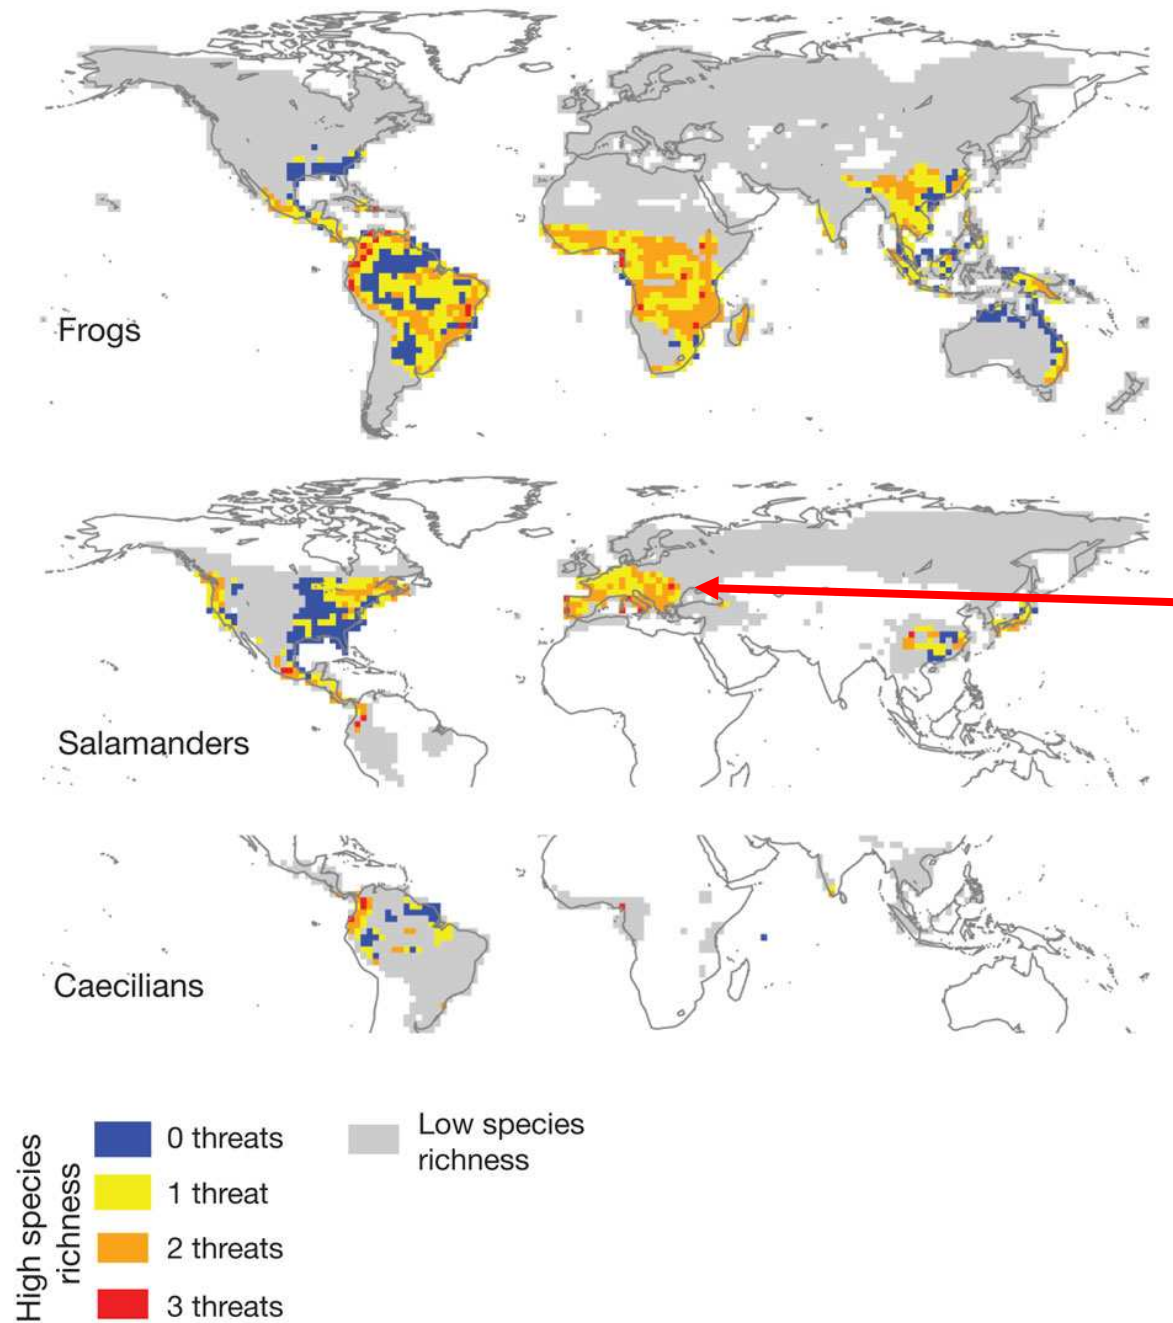 Frogs
Salamanders
Caecilians
High species
richness
0 threats
1 threat
2 threats
3 threats
Low species
richness